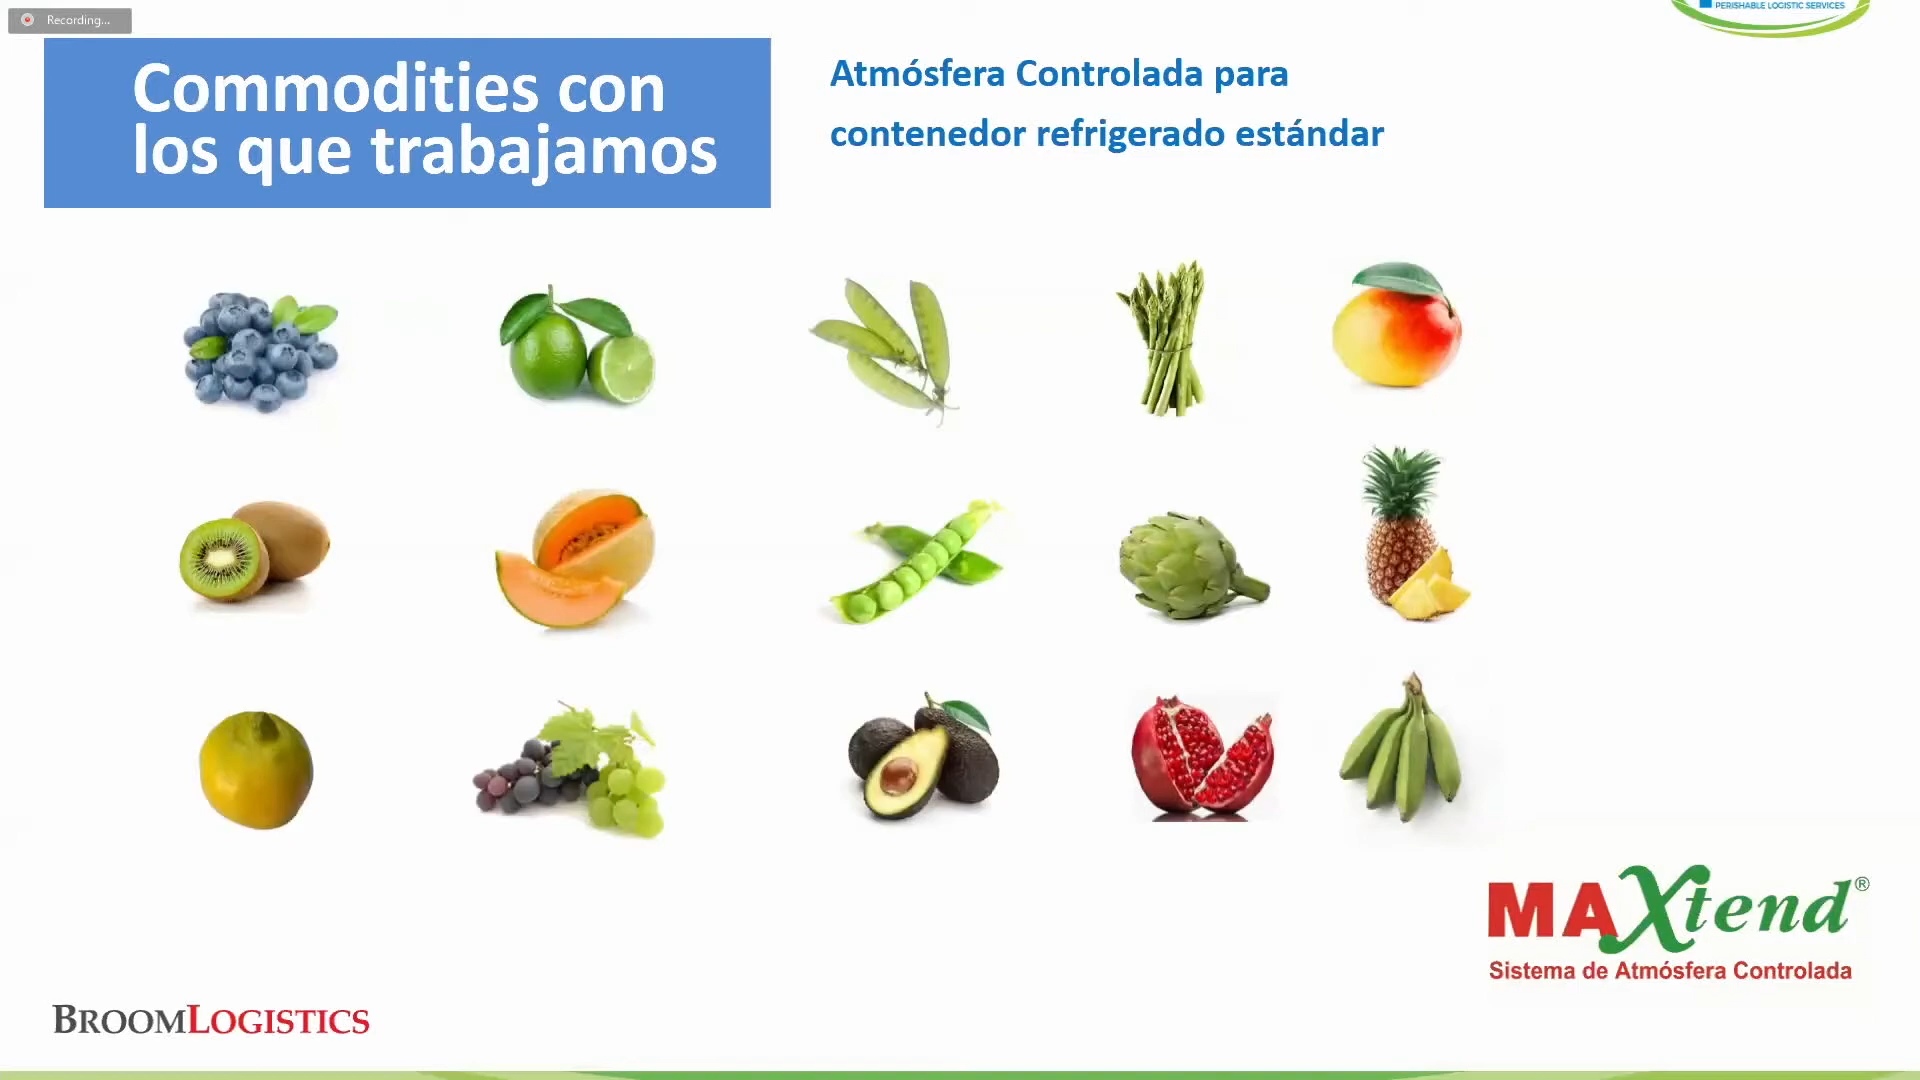 Recording...
PERISHABLE LOGISTIC SERVICES
Commodities con
los que trabajamos
Atmósfera Controlada para
contenedor refrigerado estándar
MAXtend®
Sistema de Atmósfera Controlada
BROOMLOGISTICS